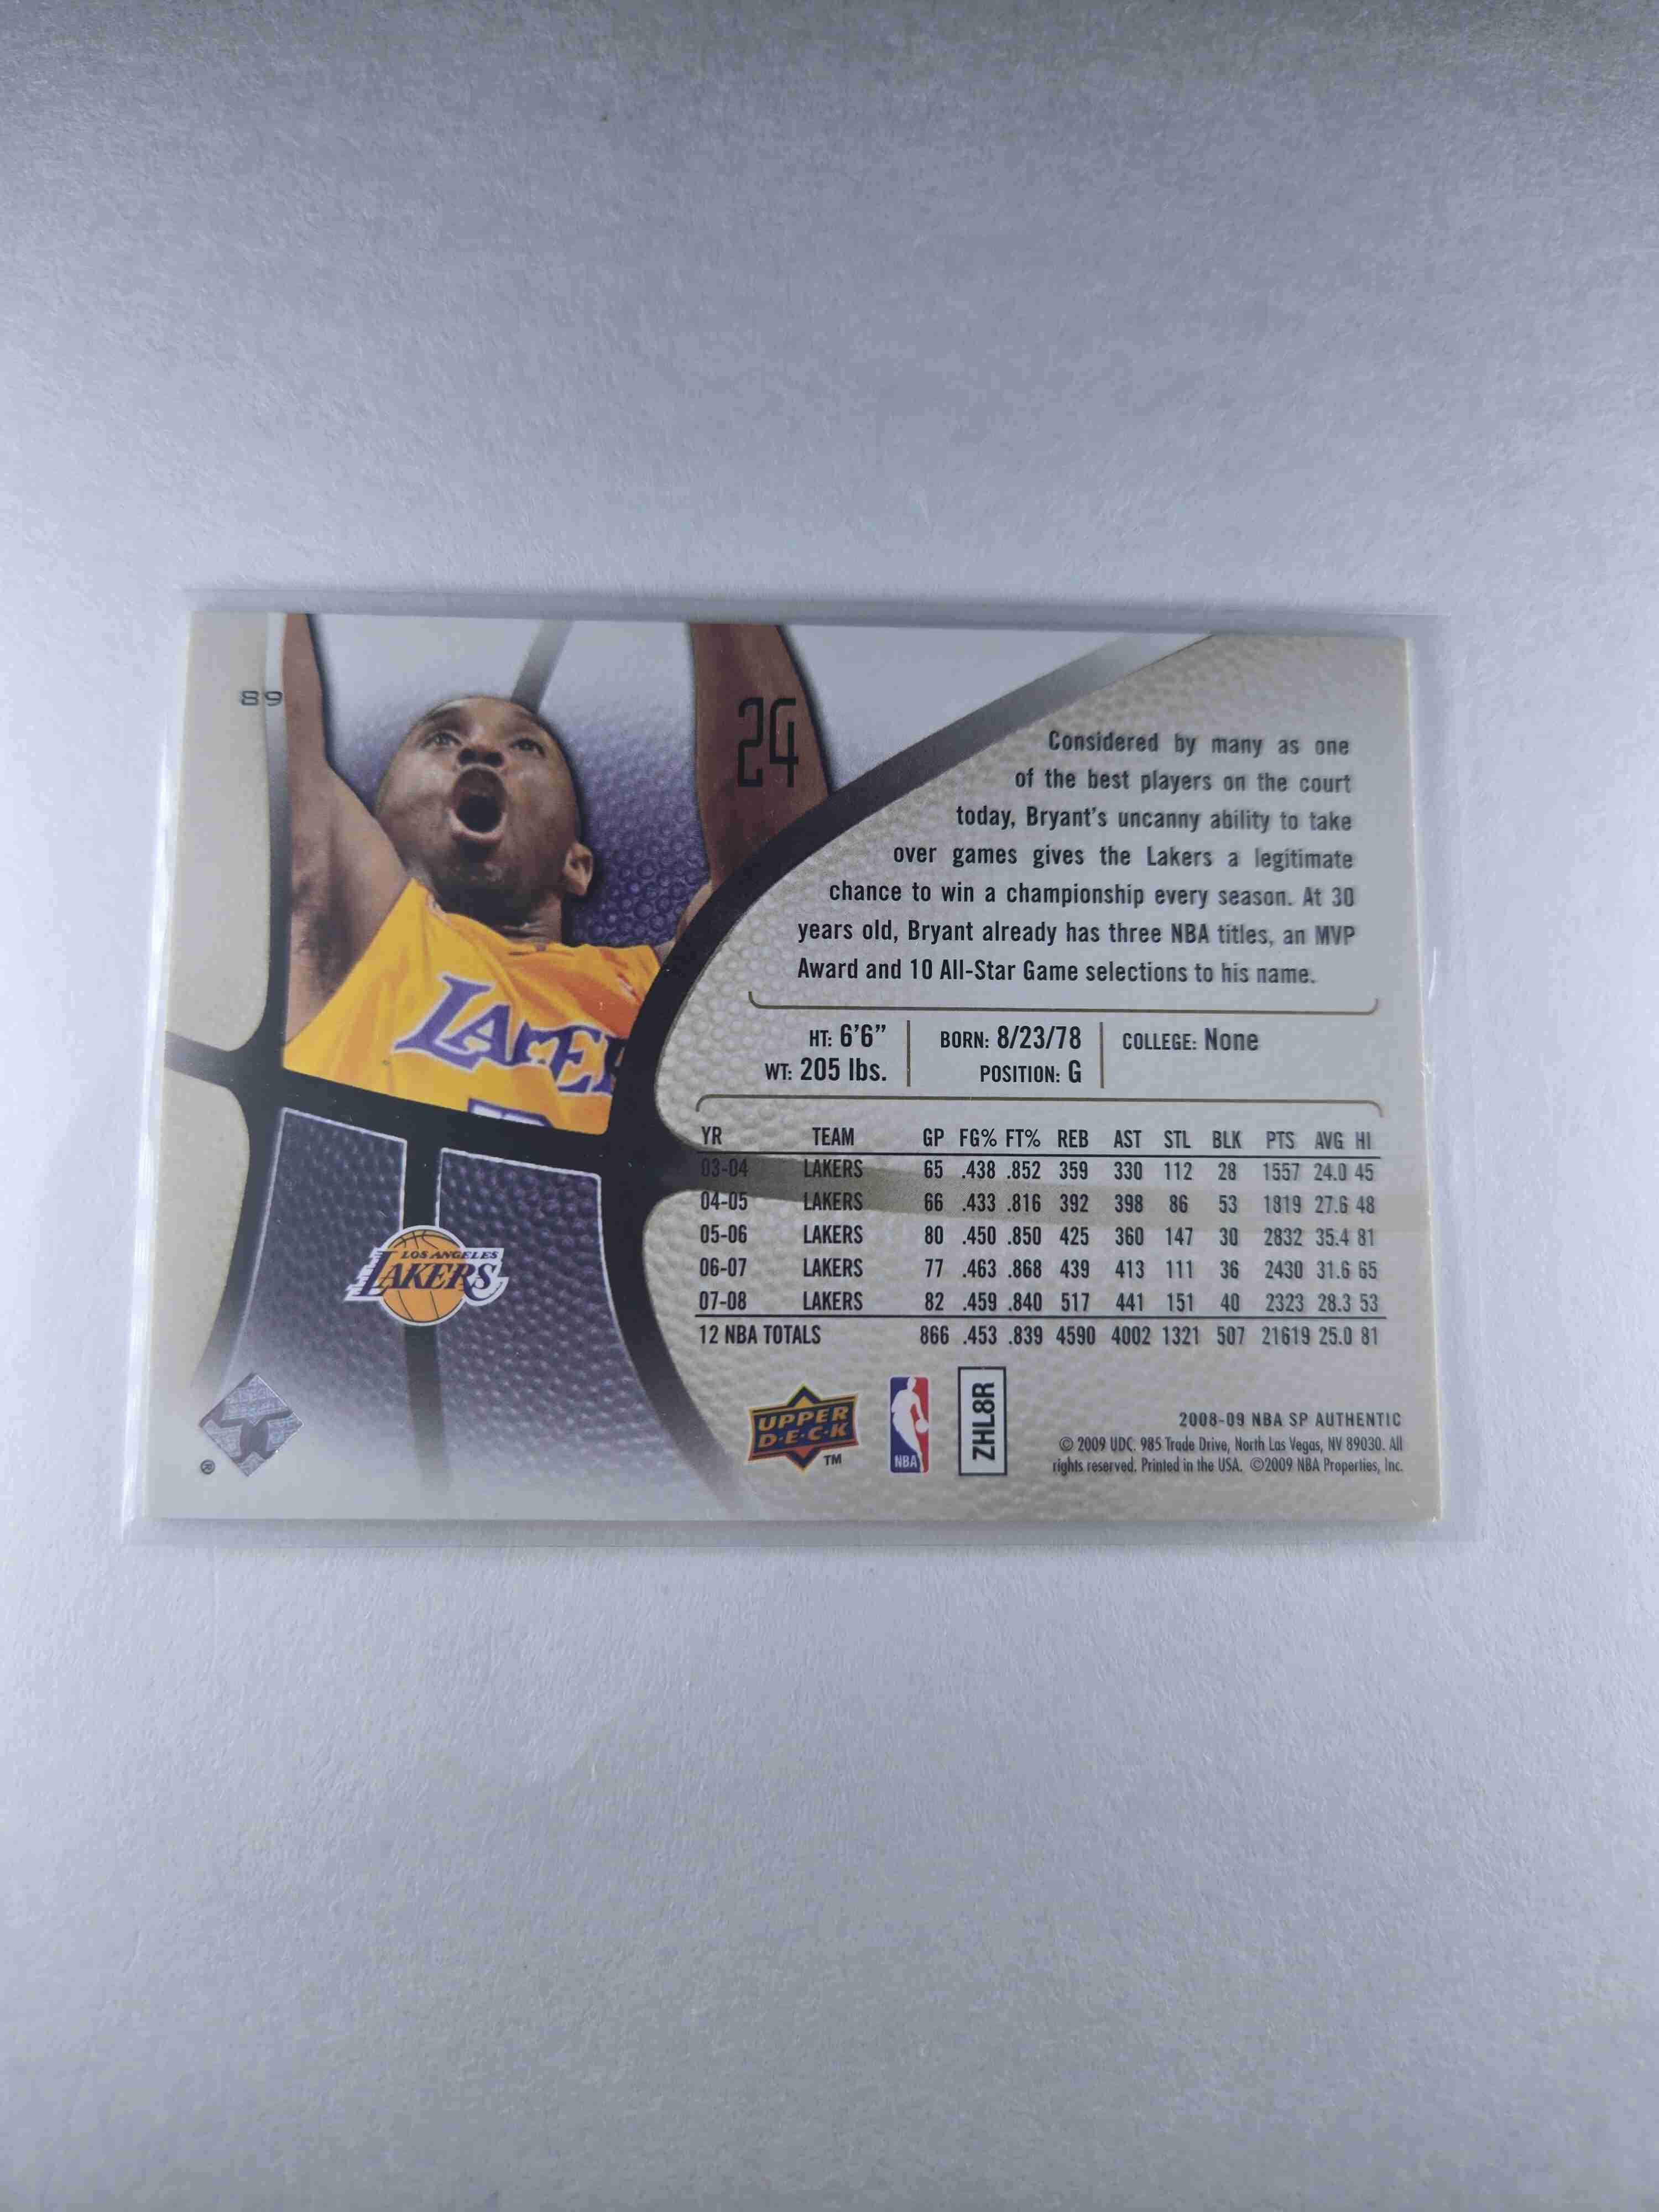 89
24
Considered by many as one
of the best players on the court
today, Bryant's uncanny ability to take
over games gives the Lakers a legitimate
chance to win a championship every season. At 30
years old, Bryant already has three NBA titles, an MVP
Award and 10 All-Star Game selections to his name.
HT: 6'6" BORN: 8/23/78 COLLEGE: None
WT: 205 lbs. POSITION: G
YR TEAM GP FG% FT% REB AST STL BLK PTS AVG HI
03-04 LAKERS 65 .438 .852 359 330 112 28 1557 24.0 45
04-05 LAKERS 66 .433 .816 392 398 86 53 1819 27.6 48
05-06 LAKERS 80 .450 .850 425 360 147 30 2832 35.4 81
06-07 LAKERS 77 .463 .868 439 413 111 36 2430 31.6 65
07-08 LAKERS 82 .459 .840 517 441 151 40 2323 28.3 53
12 NBA TOTALS 866 .453 .839 4590 4002 1321 507 21619 25.0 81
LOS ANGELES
LAKERS
®
UPPER
D·E·C·K
TM
NBA
ZHL8R
2008-09 NBA SP AUTHENTIC
© 2009 UDC. 985 Trade Drive, North Las Vegas, NV 89030. All
rights reserved. Printed in the USA. ©2009 NBA Properties, Inc.